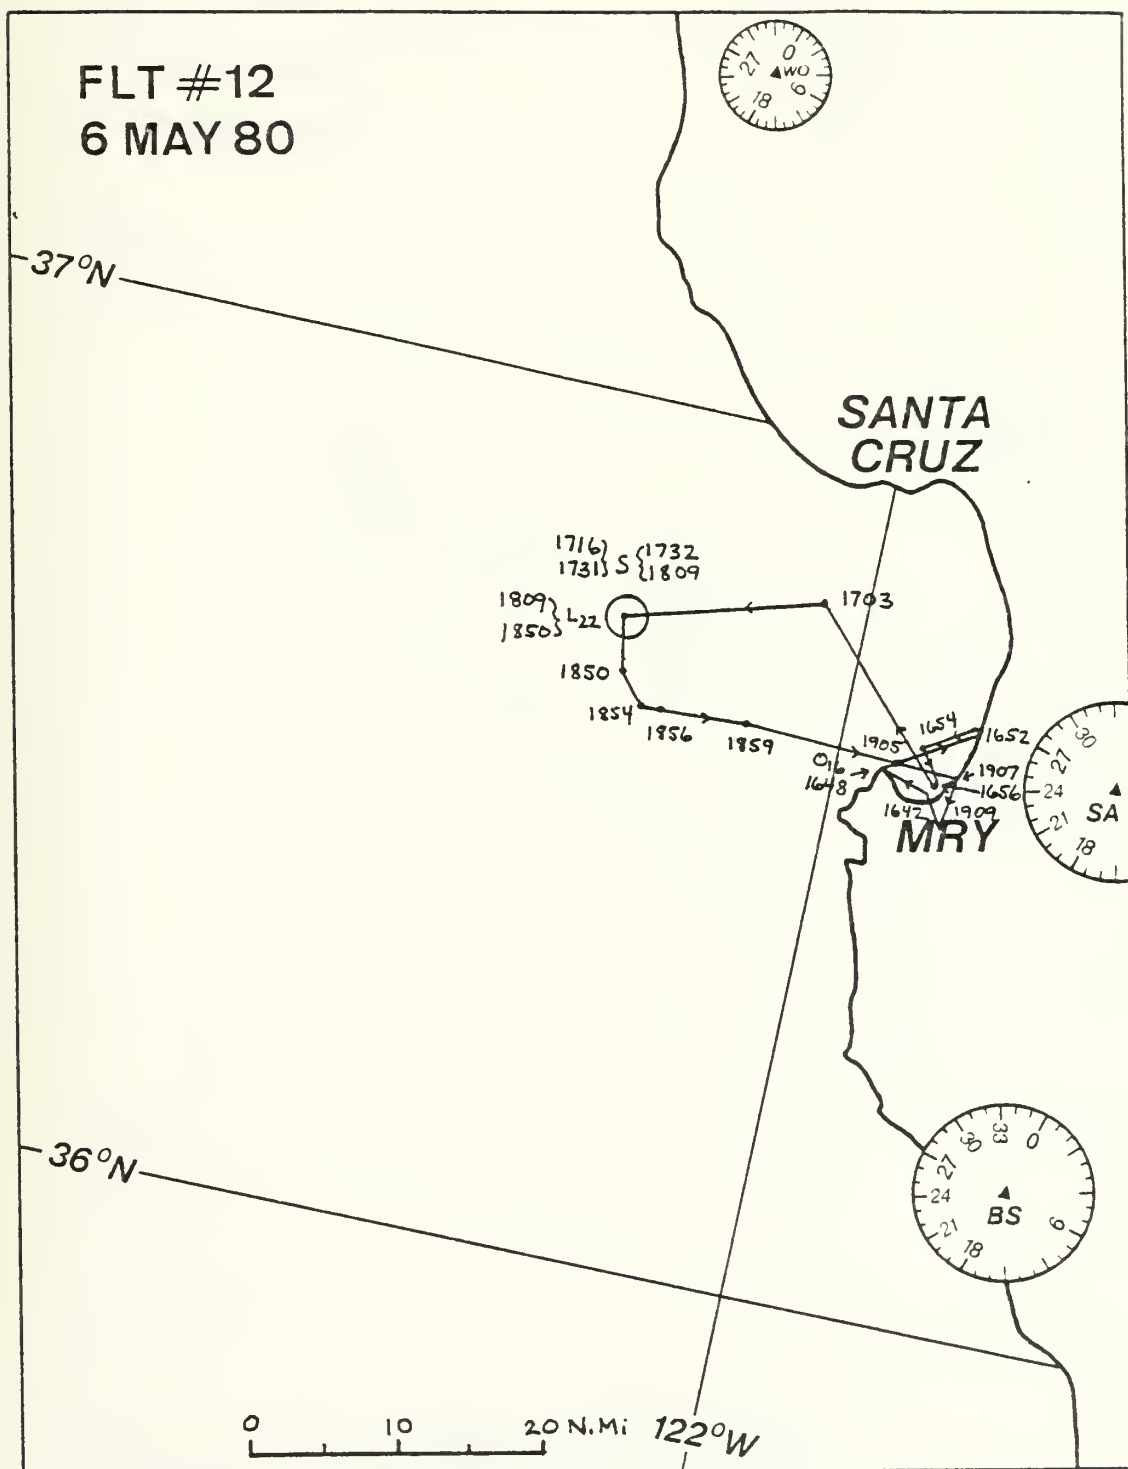 FLT #12
6 MAY 80
0
WO
27
18
6
37°N
SANTA
CRUZ
1716} S {1732
1731} {1809
1809} L22
1850}
1703
1850
1854
1856
1859
1905
1654
1652
O16
1648
1907
1656
1642
1909
MRY
30
27
24
21
18
SA
36°N
33
0
30
27
24
21
18
BS
6
0 10 20 N.Mi
122°W